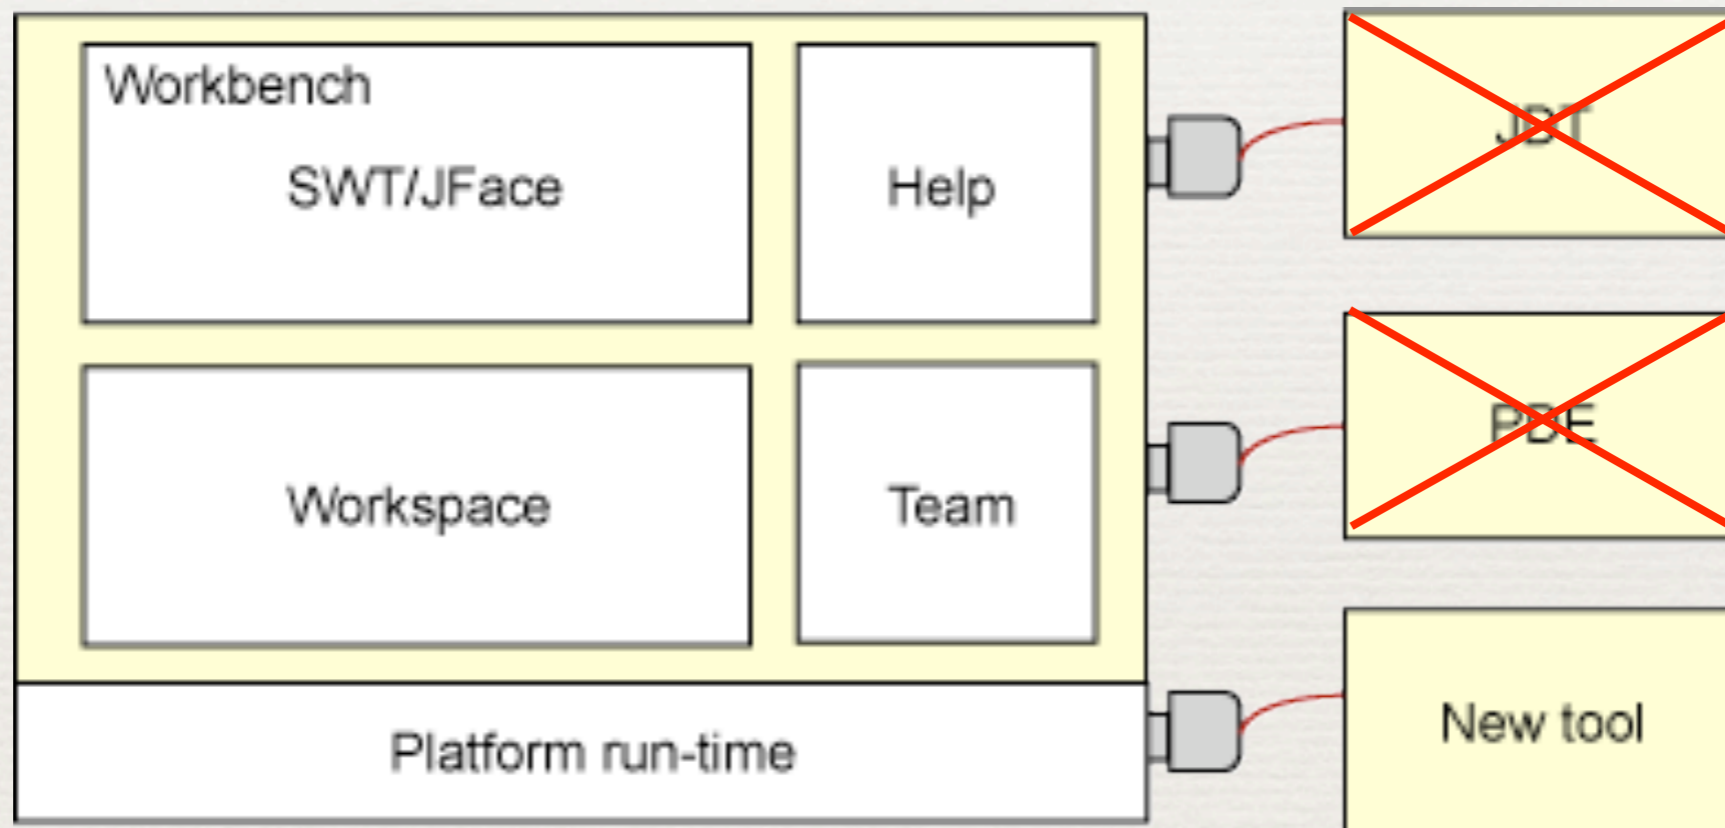 Workbench
SWT/JFace
Help
JDT
Workspace
Team
PDE
Platform run-time
New tool